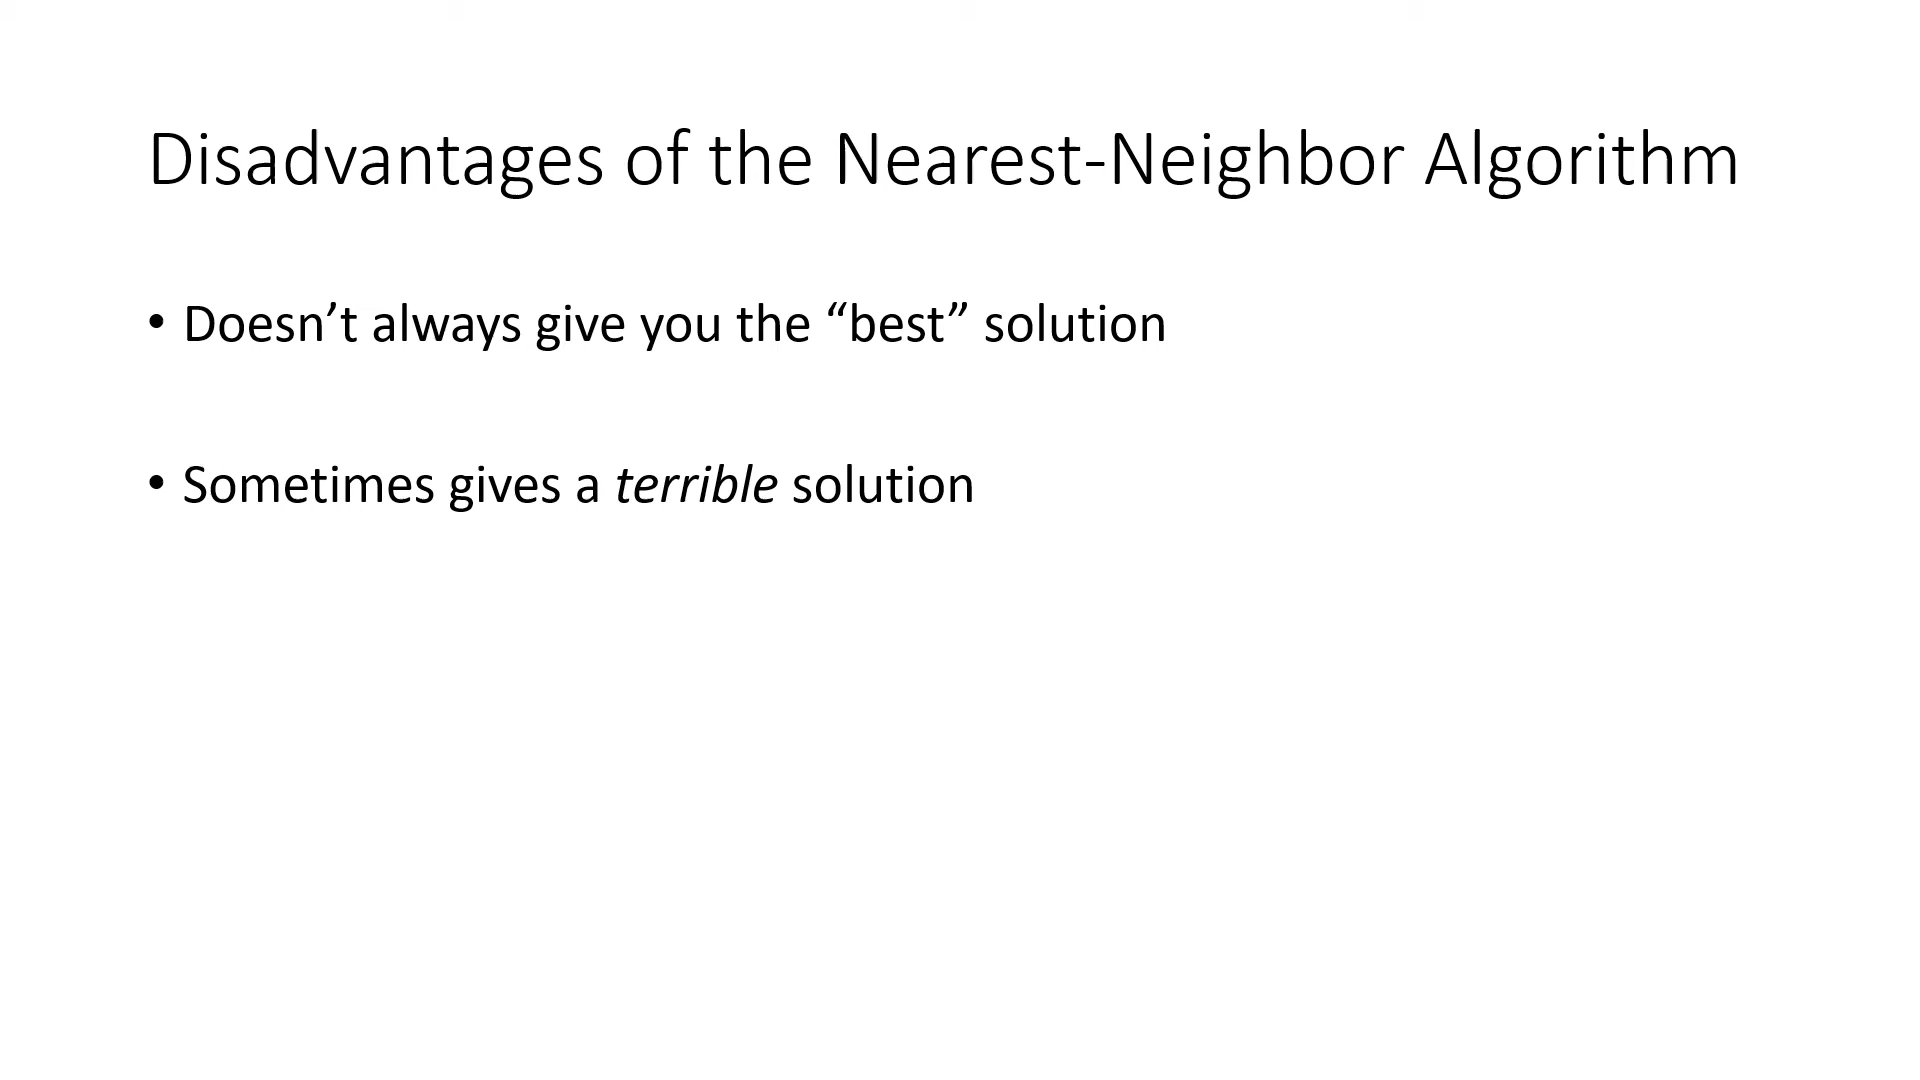 Disadvantages of the Nearest-Neighbor Algorithm
• Doesn’t always give you the “best” solution
• Sometimes gives a terrible solution